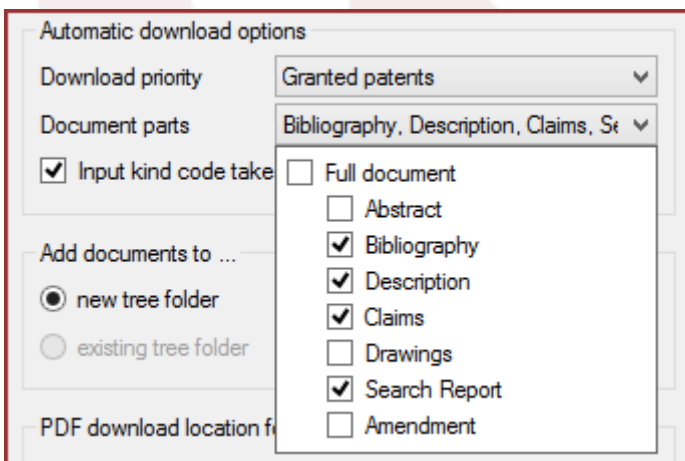 Automatic download options
Download priority Granted patents
Document parts Bibliography, Description, Claims, Se
Input kind code take
Full document
Abstract
Bibliography
Add documents to ...
Description
new tree folder
Claims
existing tree folder
Drawings
Search Report
PDF download location fo
Amendment